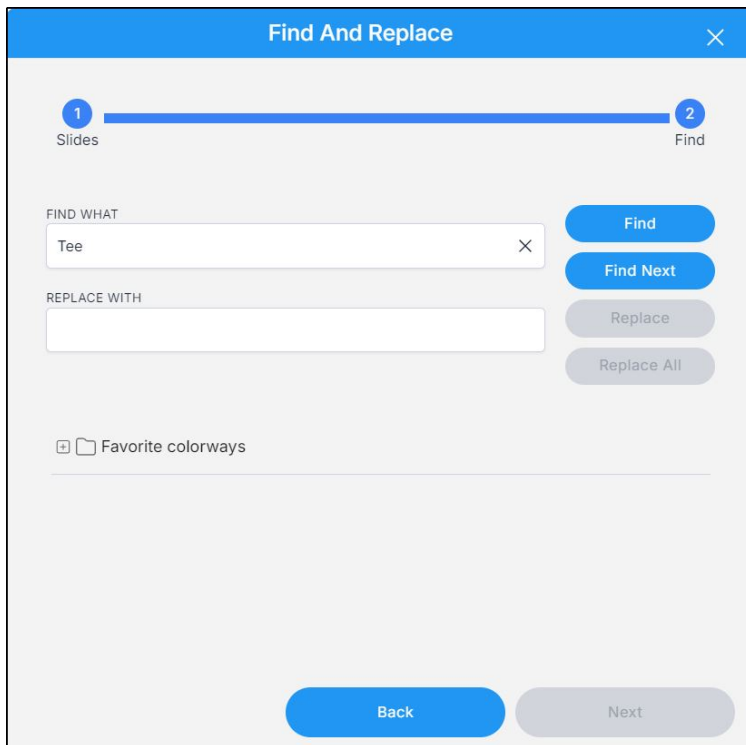 Find And Replace
1
2
Slides
Find
FIND WHAT
Tee
Find
Find Next
REPLACE WITH
Replace
Replace All
Favorite colorways
Back
Next